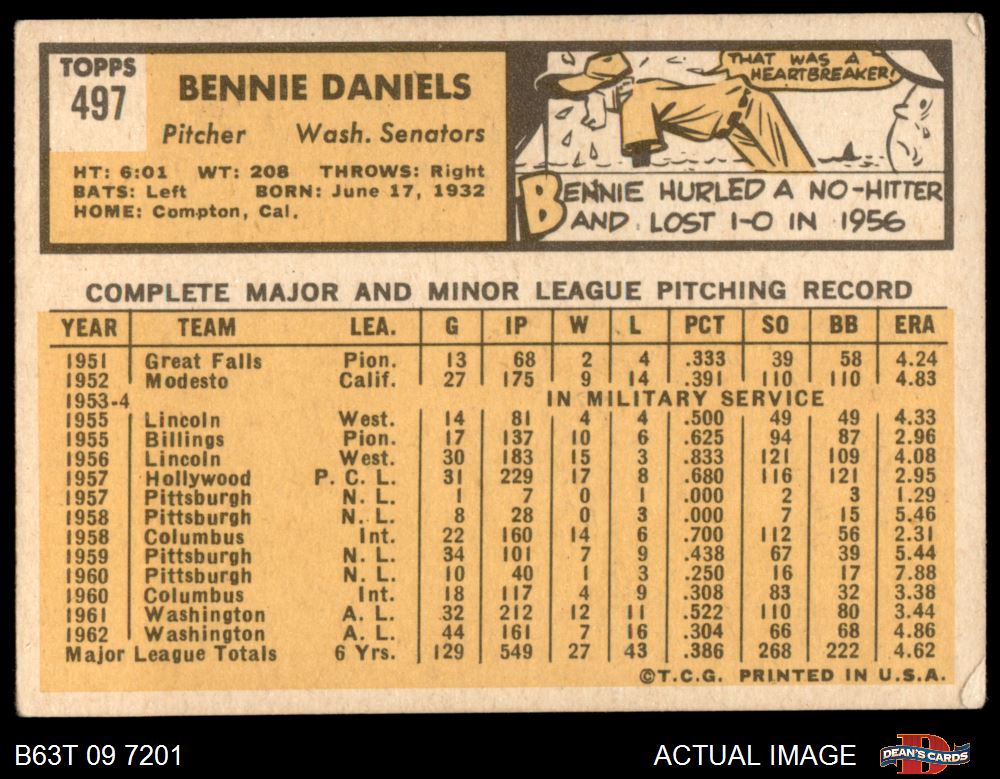 TOPPS
497
BENNIE DANIELS
Pitcher Wash. Senators
HT: 6:01 WT: 208 THROWS: Right
BATS: Left BORN: June 17, 1932
HOME: Compton, Cal.
THAT WAS A
HEARTBREAKER!
BENNIE HURLED A NO-HITTER
AND LOST 1-0 IN 1956
COMPLETE MAJOR AND MINOR LEAGUE PITCHING RECORD
YEAR TEAM LEA. G IP W L PCT SO BB ERA
1951 Great Falls Pion. 13 68 2 4 .333 39 58 4.24
1952 Modesto Calif. 27 175 9 14 .391 110 110 4.83
1953-4 IN MILITARY SERVICE
1955 Lincoln West. 14 81 4 4 .500 49 49 4.33
1955 Billings Pion. 17 137 10 6 .625 94 87 2.96
1956 Lincoln West. 30 183 15 3 .833 121 109 4.08
1957 Hollywood P. C. L. 31 229 17 8 .680 116 121 2.95
1957 Pittsburgh N. L. 1 7 0 1 .000 2 3 1.29
1958 Pittsburgh N. L. 8 28 0 3 .000 7 15 5.46
1958 Columbus Int. 22 160 14 6 .700 112 56 2.31
1959 Pittsburgh N. L. 34 101 7 9 .438 67 39 5.44
1960 Pittsburgh N. L. 10 40 1 3 .250 16 17 7.88
1960 Columbus Int. 18 117 4 9 .308 83 32 3.38
1961 Washington A. L. 32 212 12 11 .522 110 80 3.44
1962 Washington A. L. 44 161 7 16 .304 66 68 4.86
Major League Totals 6 Yrs. 129 549 27 43 .386 268 222 4.62
©T.C.G. PRINTED IN U.S.A.
B63T 09 7201 ACTUAL IMAGE DEAN'S CARDS